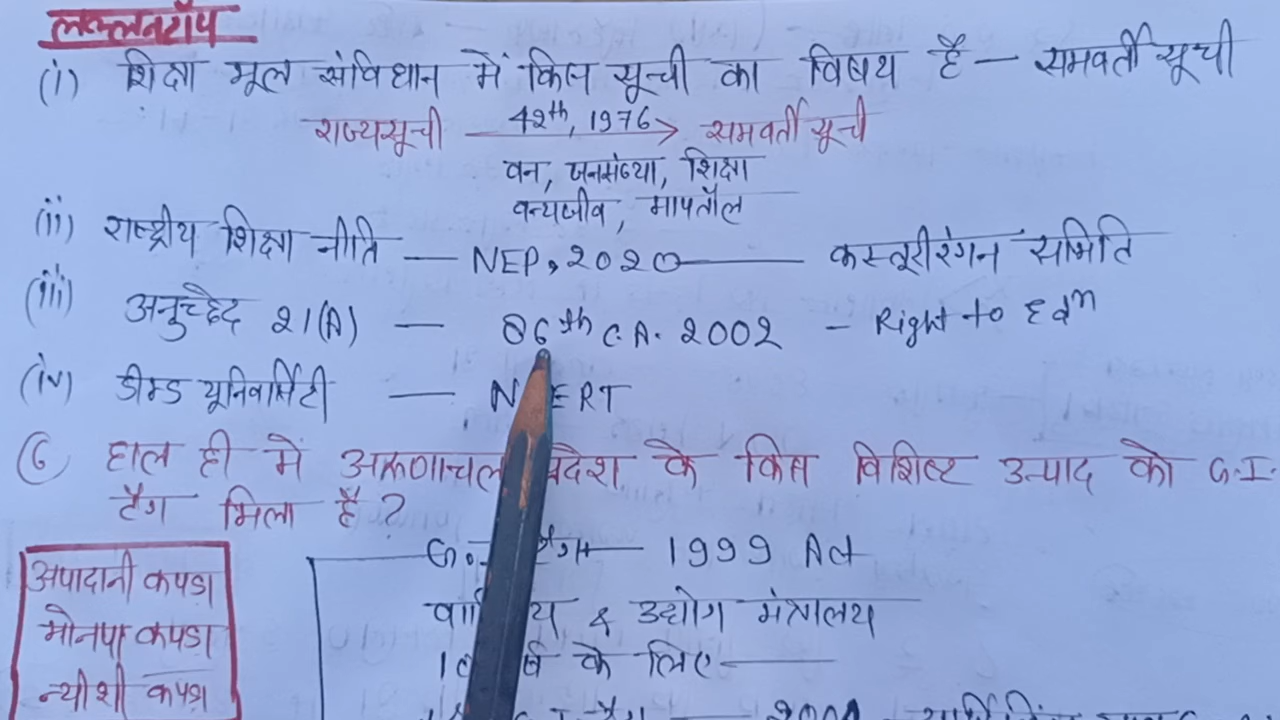 लल्लनटॉप
(i) शिक्षा मूल संविधान में किस सूची का विषय है — समवर्ती सूची
राज्यसूची 42th, 1976 → समवर्ती सूची
वन, जनसंख्या, शिक्षा
वन्यजीव, मापतौल
(ii) राष्ट्रीय शिक्षा नीति — NEP, 2020 — कस्तूरीरंगन समिति
(iii) अनुच्छेद 21(A) — 86th C.A. 2002 - Right to Edn
(iv) डीम्ड यूनिवर्सिटी — N ERT
6 हाल ही में अरुणाचल प्रदेश के किस विशिष्ट उत्पाद को G.I.
टैग मिला है?
G. टैग — 1999 Act
& उद्योग मंत्रालय
के लिए —
अपादानी कपड़ा
मोनपा कपड़ा
न्यीशी कपड़ा